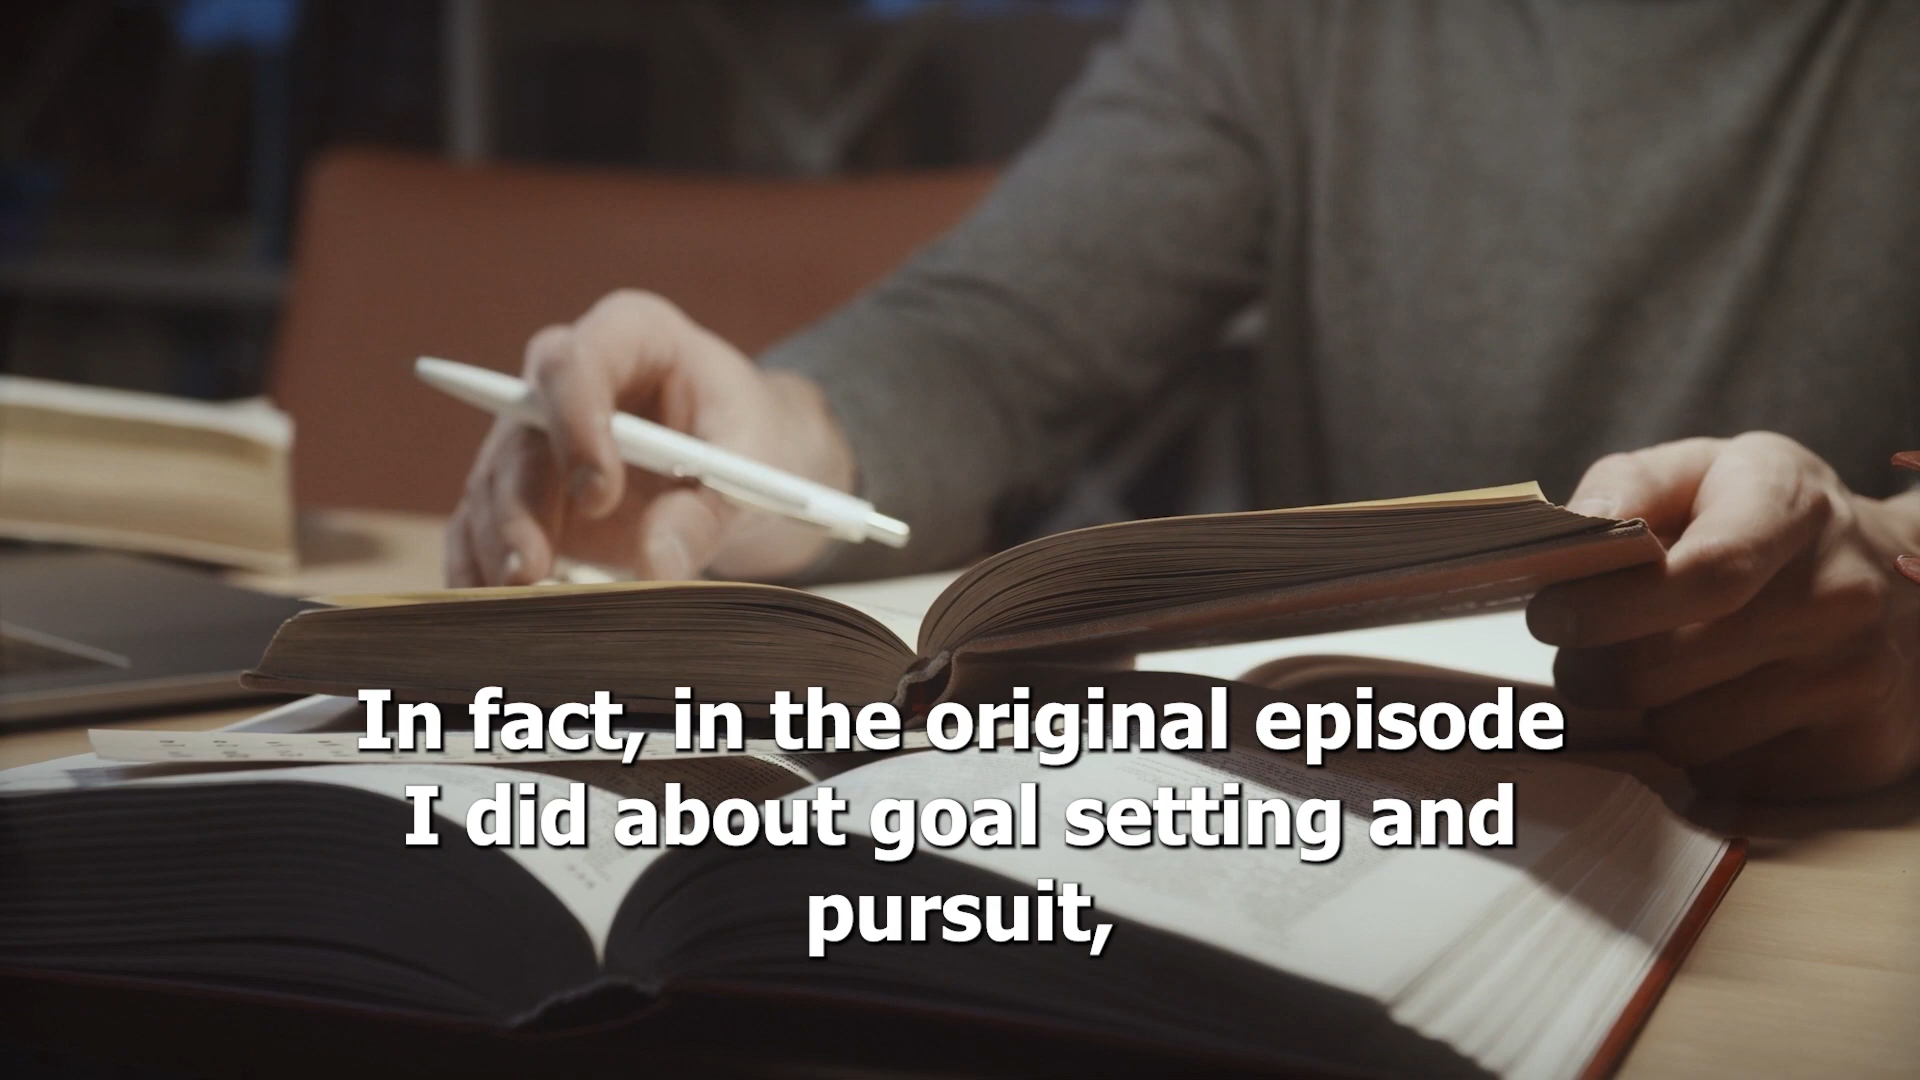 In fact, in the original episode
I did about goal setting and
pursuit,